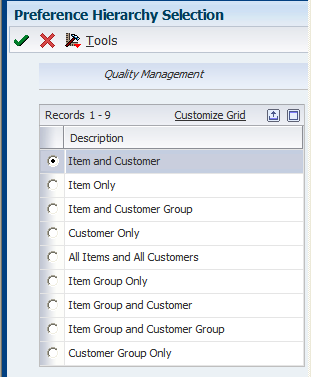 Preference Hierarchy Selection
Tools
Quality Management
Records 1 - 9 Customize Grid
Description
Item and Customer
Item Only
Item and Customer Group
Customer Only
All Items and All Customers
Item Group Only
Item Group and Customer
Item Group and Customer Group
Customer Group Only